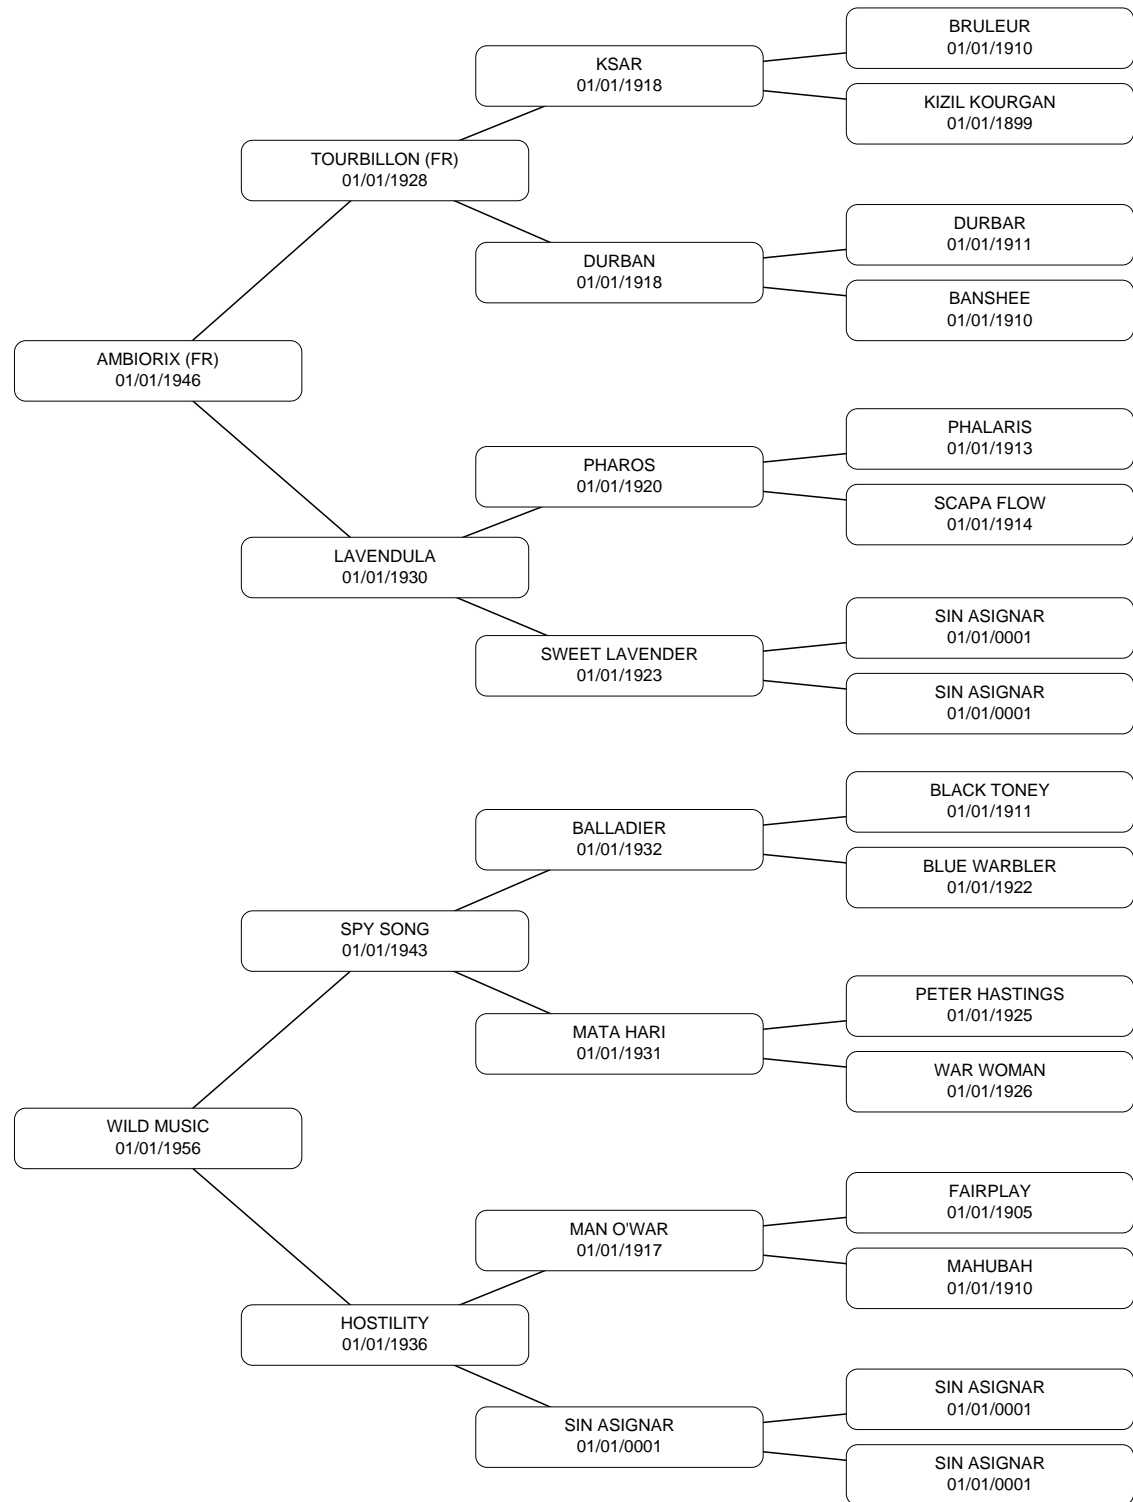 BRULEUR
01/01/1910
KSAR
01/01/1918
KIZIL KOURGAN
01/01/1899
TOURBILLON (FR)
01/01/1928
DURBAR
01/01/1911
DURBAN
01/01/1918
BANSHEE
01/01/1910
AMBIORIX (FR)
01/01/1946
PHALARIS
01/01/1913
PHAROS
01/01/1920
SCAPA FLOW
01/01/1914
LAVENDULA
01/01/1930
SIN ASIGNAR
01/01/0001
SWEET LAVENDER
01/01/1923
SIN ASIGNAR
01/01/0001
BLACK TONEY
01/01/1911
BALLADIER
01/01/1932
BLUE WARBLER
01/01/1922
SPY SONG
01/01/1943
PETER HASTINGS
01/01/1925
MATA HARI
01/01/1931
WAR WOMAN
01/01/1926
WILD MUSIC
01/01/1956
FAIRPLAY
01/01/1905
MAN O'WAR
01/01/1917
MAHUBAH
01/01/1910
HOSTILITY
01/01/1936
SIN ASIGNAR
01/01/0001
SIN ASIGNAR
01/01/0001
SIN ASIGNAR
01/01/0001